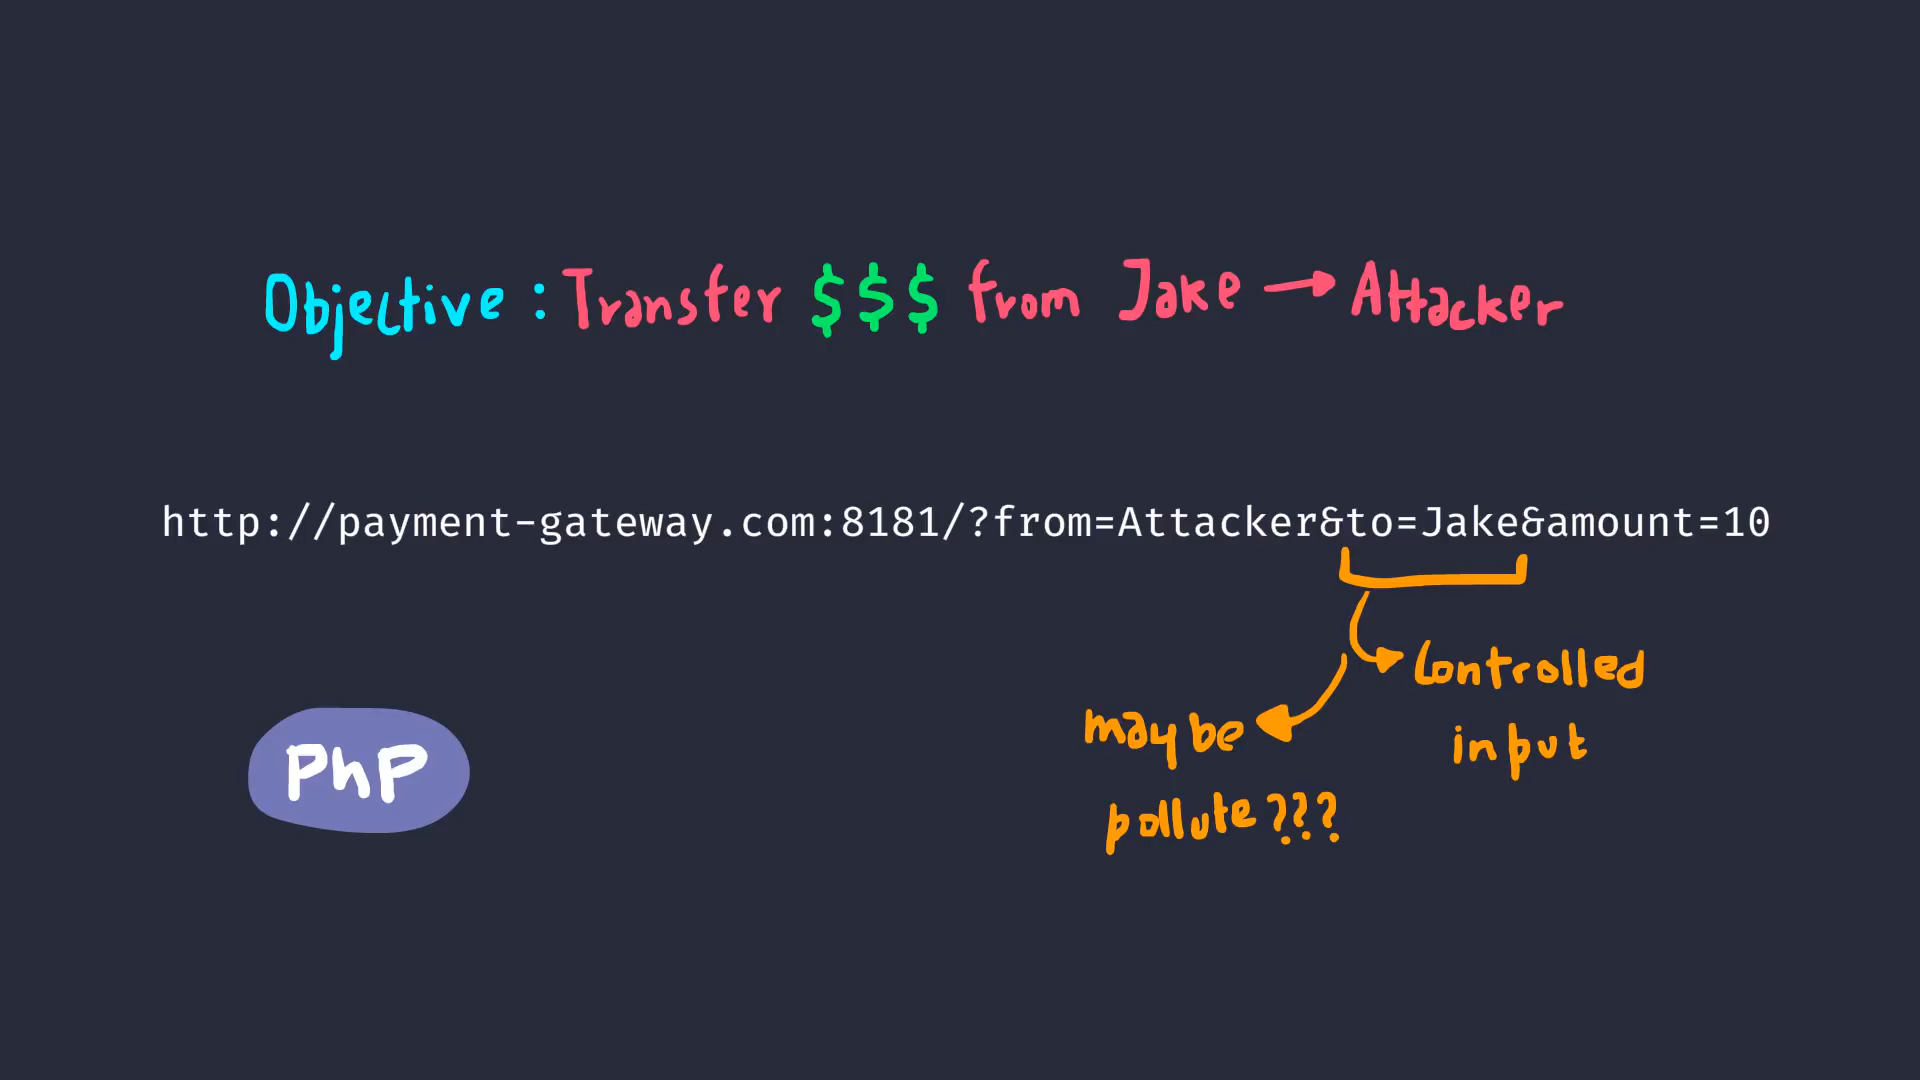 Objective : Transfer $$$ from Jake → Attacker
http://payment-gateway.com:8181/?from=Attacker&to=Jake&amount=10
Controlled
input
maybe
pollute???
PhP